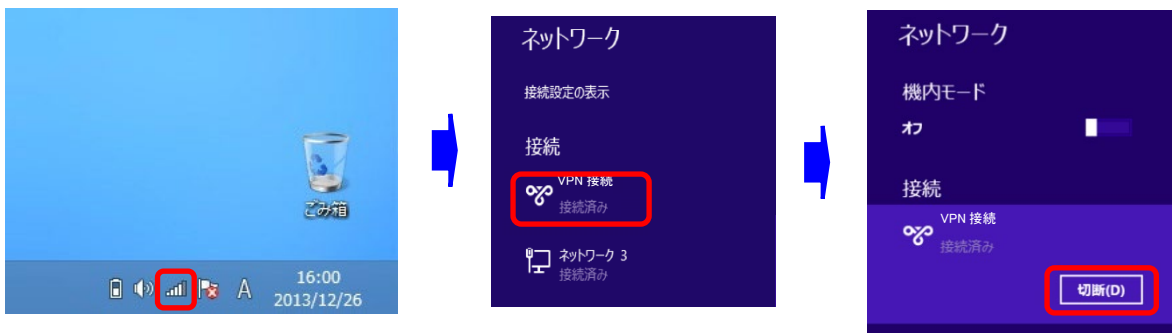 ごみ箱
A
16:00
2013/12/26
ネットワーク
接続設定の表示
接続
VPN 接続
接続済み
ネットワーク 3
接続済み
ネットワーク
機内モード
オフ
接続
VPN 接続
接続済み
切断(D)